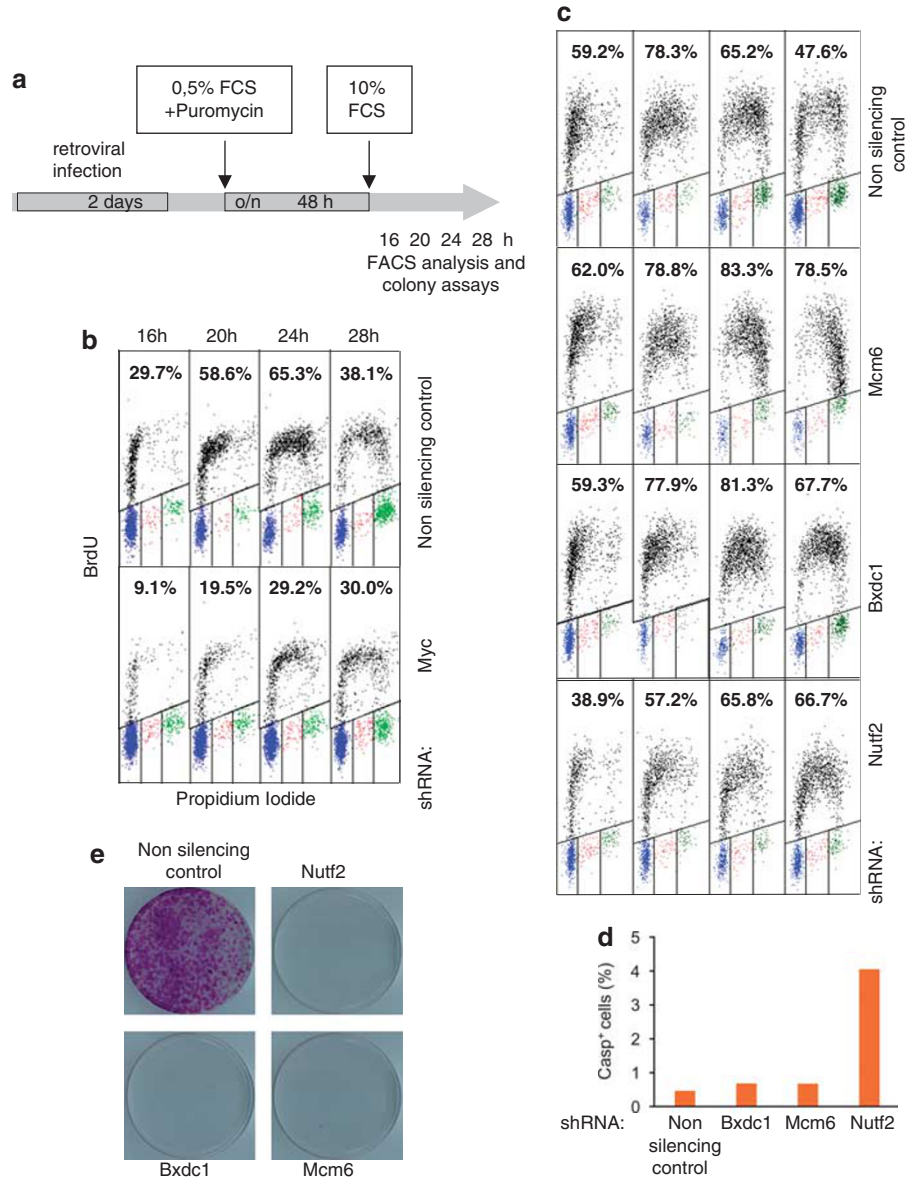 a
0,5% FCS
+Puromycin
10%
FCS
retroviral
infection
2 days
o/n
48 h
16 20 24 28 h
FACS analysis and
colony assays
b
16h 20h 24h 28h
29.7% 58.6% 65.3% 38.1%
Non silencing control
9.1% 19.5% 29.2% 30.0%
Myc
shRNA:
BrdU
Propidium Iodide
c
59.2% 78.3% 65.2% 47.6%
Non silencing
control
62.0% 78.8% 83.3% 78.5%
Mcm6
59.3% 77.9% 81.3% 67.7%
Bxdc1
38.9% 57.2% 65.8% 66.7%
Nutf2
shRNA:
d
Casp+ cells (%)
5
4
3
2
1
0
shRNA:
Non
silencing
control
Bxdc1
Mcm6
Nutf2
e
Non silencing
control
Nutf2
Bxdc1
Mcm6